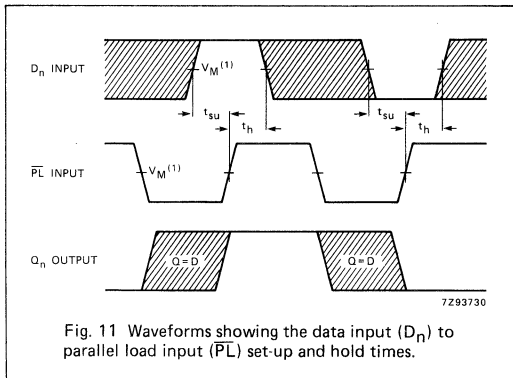 Dn INPUT
VM(1)
tsu
th
tsu
th
PL INPUT
VM(1)
Qn OUTPUT
Q=D
Q=D
7Z93730
Fig. 11 Waveforms showing the data input (Dn) to
parallel load input (PL) set-up and hold times.